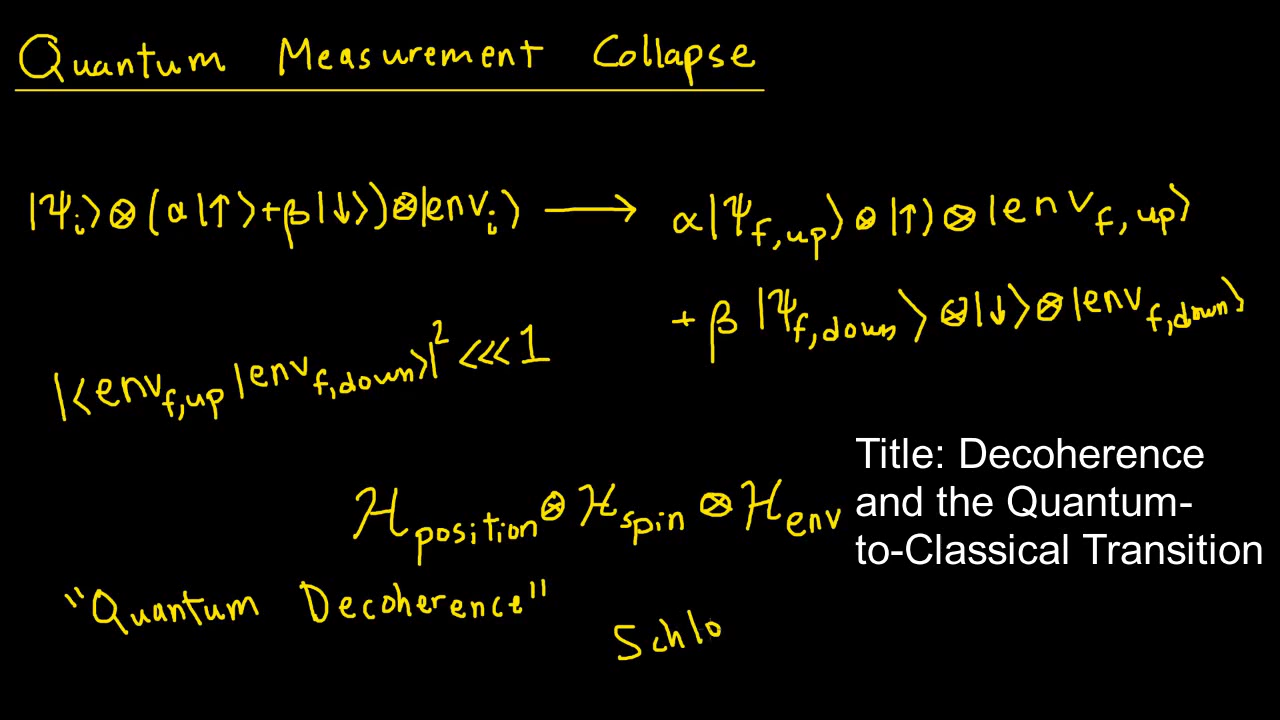 Quantum Measurement Collapse
|Ψi⟩⊗(α|↑⟩+β|↓⟩)⊗|envi⟩ ⟶ α|Ψf,up⟩⊗|↑⟩⊗|envf,up⟩
+ β|Ψf,down⟩⊗|↓⟩⊗|envf,down⟩
|<envf,up|envf,down⟩|² <<< 1
ℋposition⊗ℋspin⊗ℋenv
Title: Decoherence
and the Quantum-
to-Classical Transition
"Quantum Decoherence"
Schlo